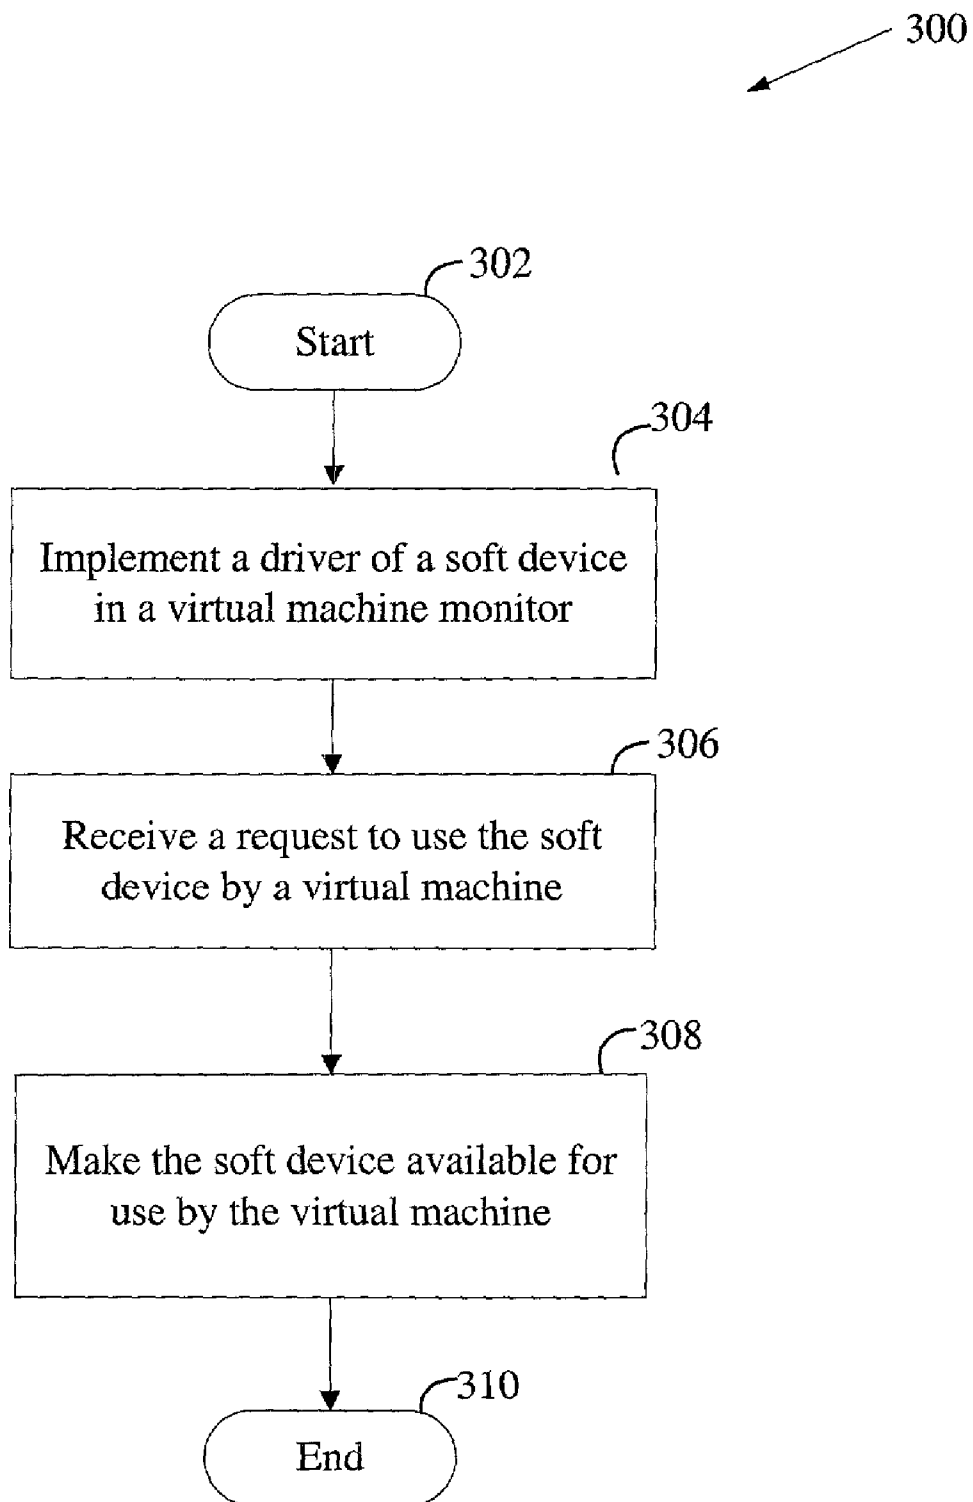 300
302
Start
304
Implement a driver of a soft device
in a virtual machine monitor
306
Receive a request to use the soft
device by a virtual machine
308
Make the soft device available for
use by the virtual machine
310
End